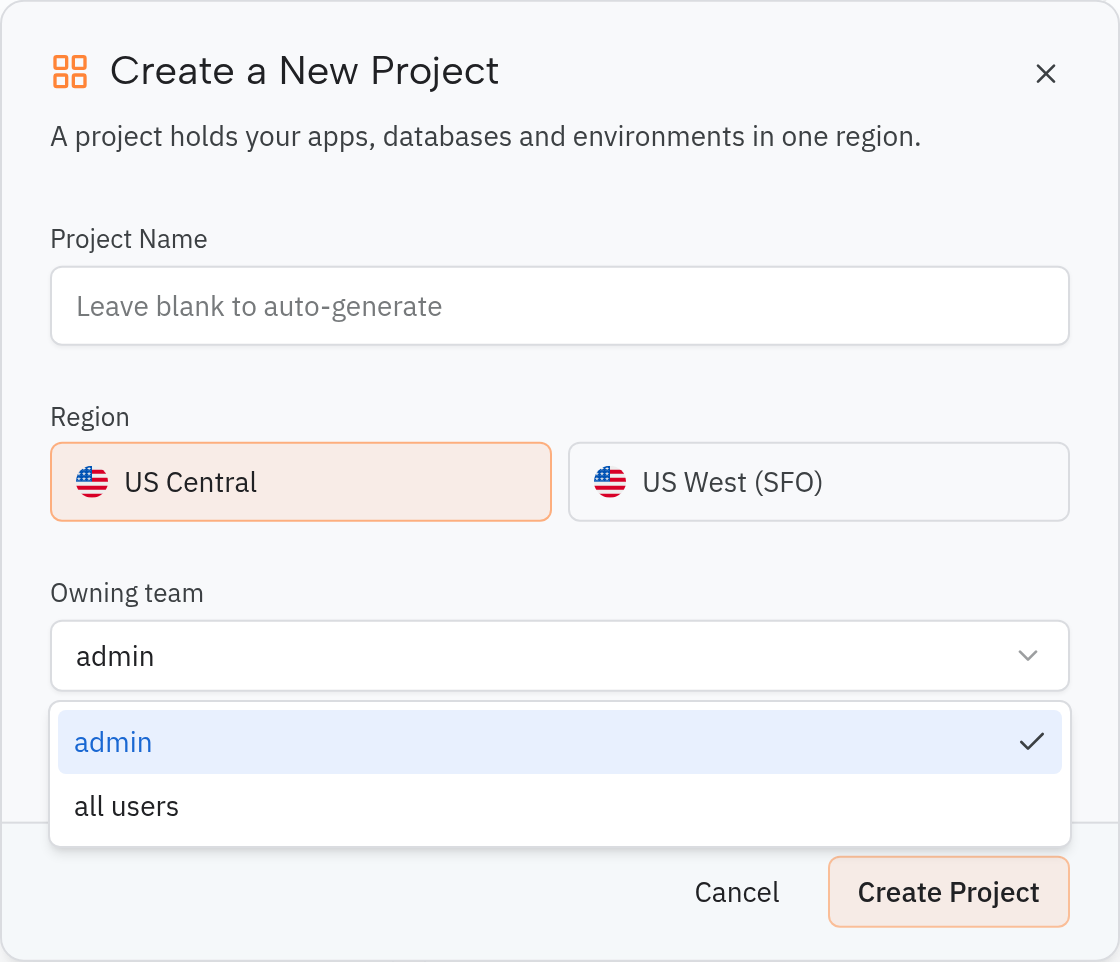 Create a New Project
A project holds your apps, databases and environments in one region.
Project Name
Leave blank to auto-generate
Region
US Central
US West (SFO)
Owning team
admin
admin
all users
Cancel
Create Project